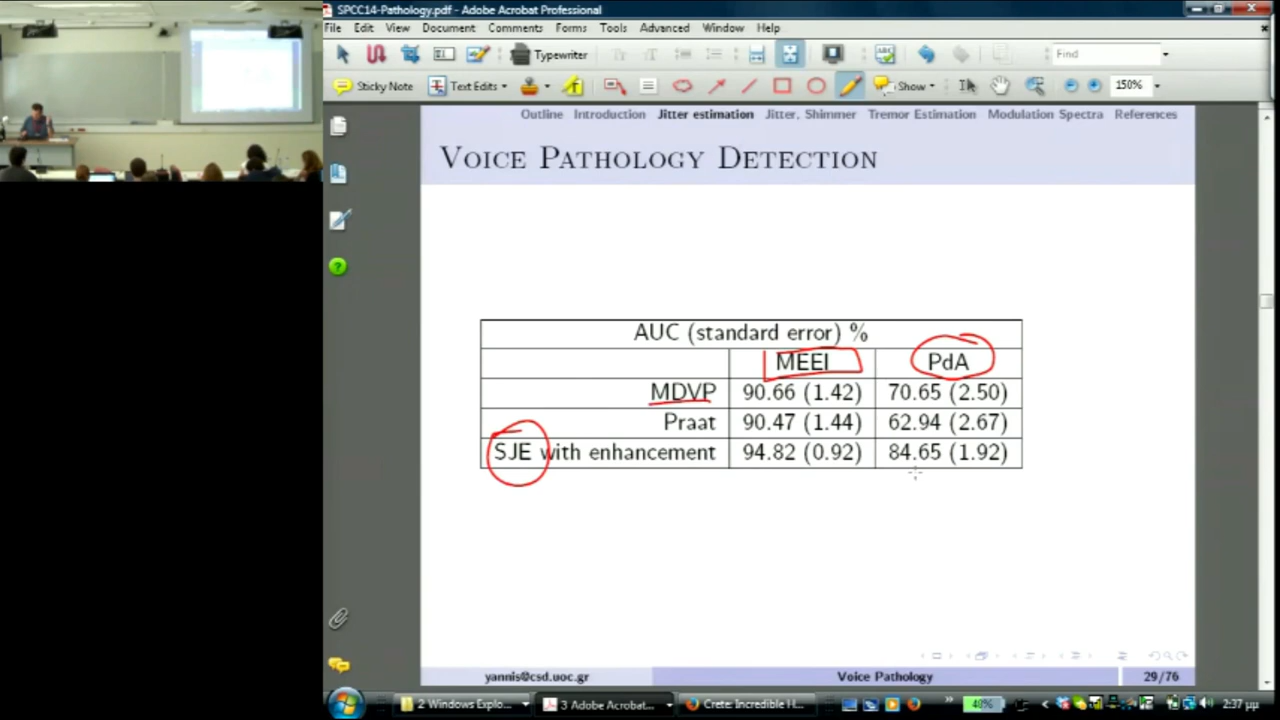 SPCC14-Pathology.pdf - Adobe Acrobat Professional
File Edit View Document Comments Forms Tools Advanced Window Help
Typewriter Find
Sticky Note Text Edits Show 150%
Outline Introduction Jitter estimation Jitter, Shimmer Tremor Estimation Modulation Spectra References
VOICE PATHOLOGY DETECTION
AUC (standard error) %
MEEI PdA
MDVP 90.66 (1.42) 70.65 (2.50)
Praat 90.47 (1.44) 62.94 (2.67)
SJE with enhancement 94.82 (0.92) 84.65 (1.92)
yannis@csd.uoc.gr Voice Pathology 29/76
2 Windows Explo... 3 Adobe Acrobat... Crete: Incredible H... 48% 2:37 μμ